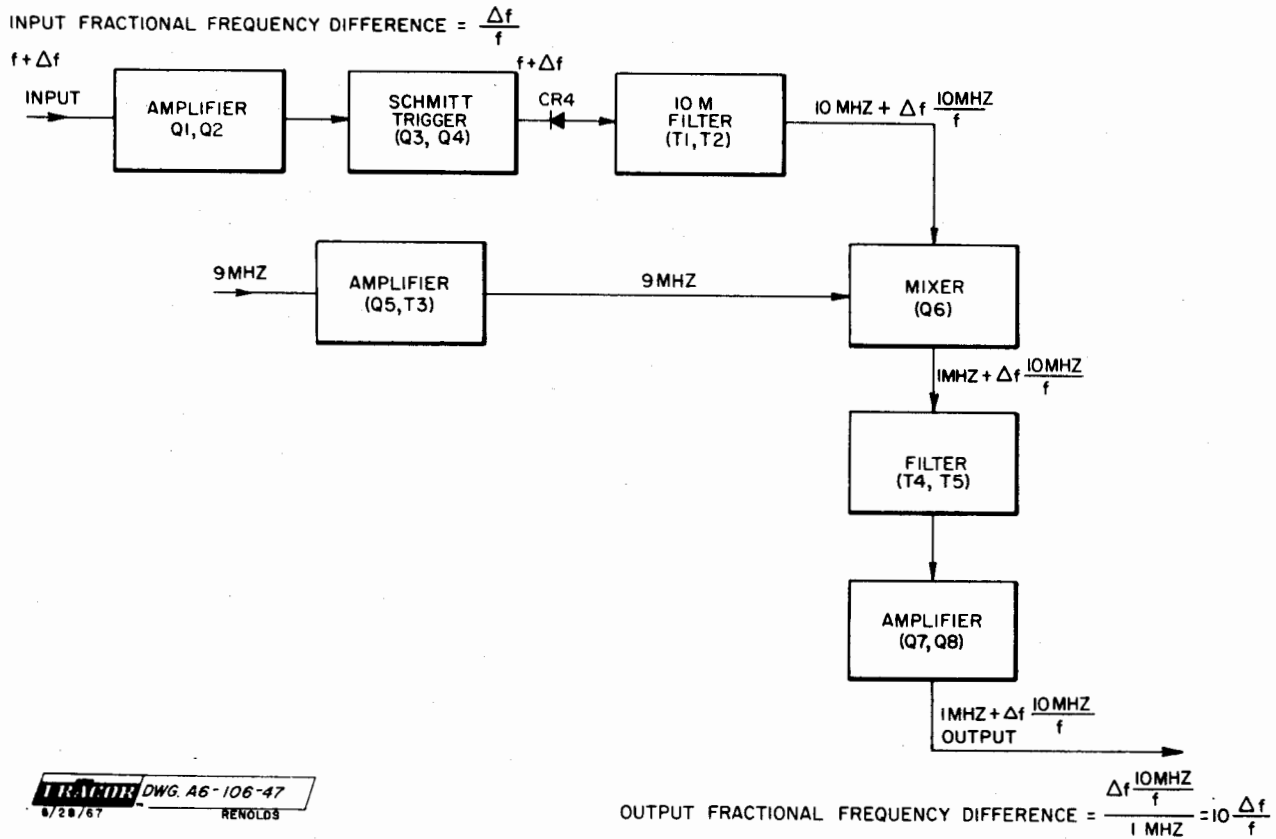 INPUT FRACTIONAL FREQUENCY DIFFERENCE = Δf/f
f+Δf
INPUT
AMPLIFIER
Q1, Q2
SCHMITT
TRIGGER
(Q3, Q4)
f+Δf
CR4
10 M
FILTER
(T1, T2)
10 MHZ + Δf 10MHZ/f
9MHZ
AMPLIFIER
(Q5, T3)
9MHZ
MIXER
(Q6)
1MHZ + Δf 10MHZ/f
FILTER
(T4, T5)
AMPLIFIER
(Q7, Q8)
1MHZ + Δf 10MHZ/f
OUTPUT
TRACOR DWG. A6-106-47
6/28/67 RENOLDS
OUTPUT FRACTIONAL FREQUENCY DIFFERENCE = Δf 10MHZ/f / 1 MHZ = 10 Δf/f